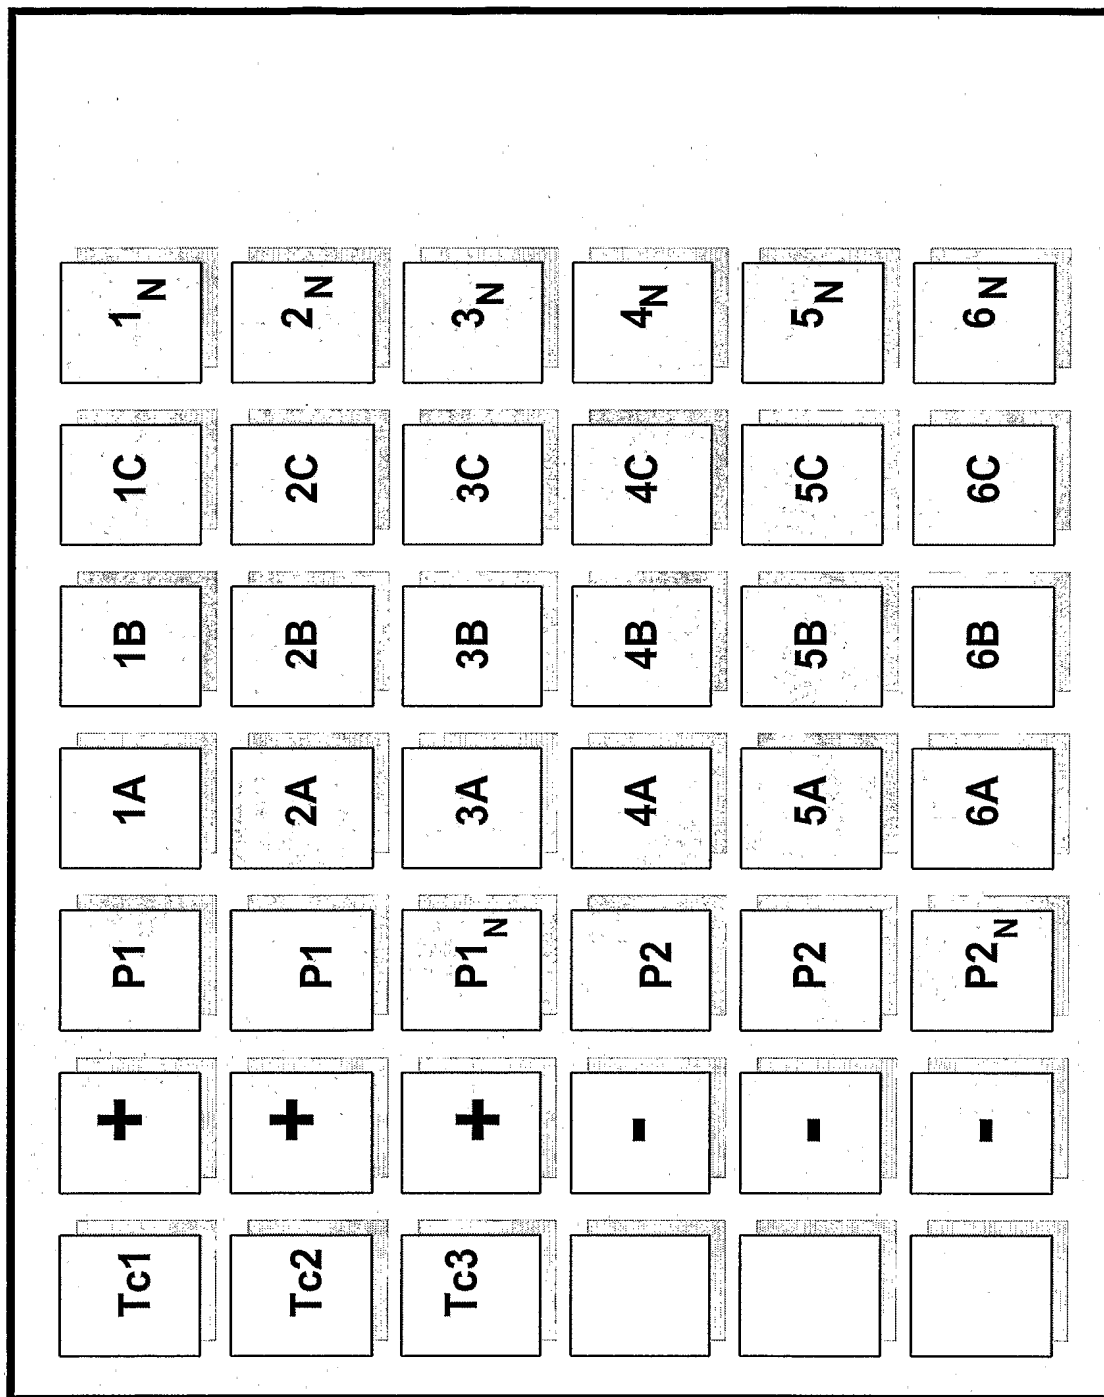 Tc1 + P1 1A 1B 1C 1N
Tc2 + P1 2A 2B 2C 2N
Tc3 + P1N 3A 3B 3C 3N
- P2 4A 4B 4C 4N
- P2 5A 5B 5C 5N
- P2N 6A 6B 6C 6N